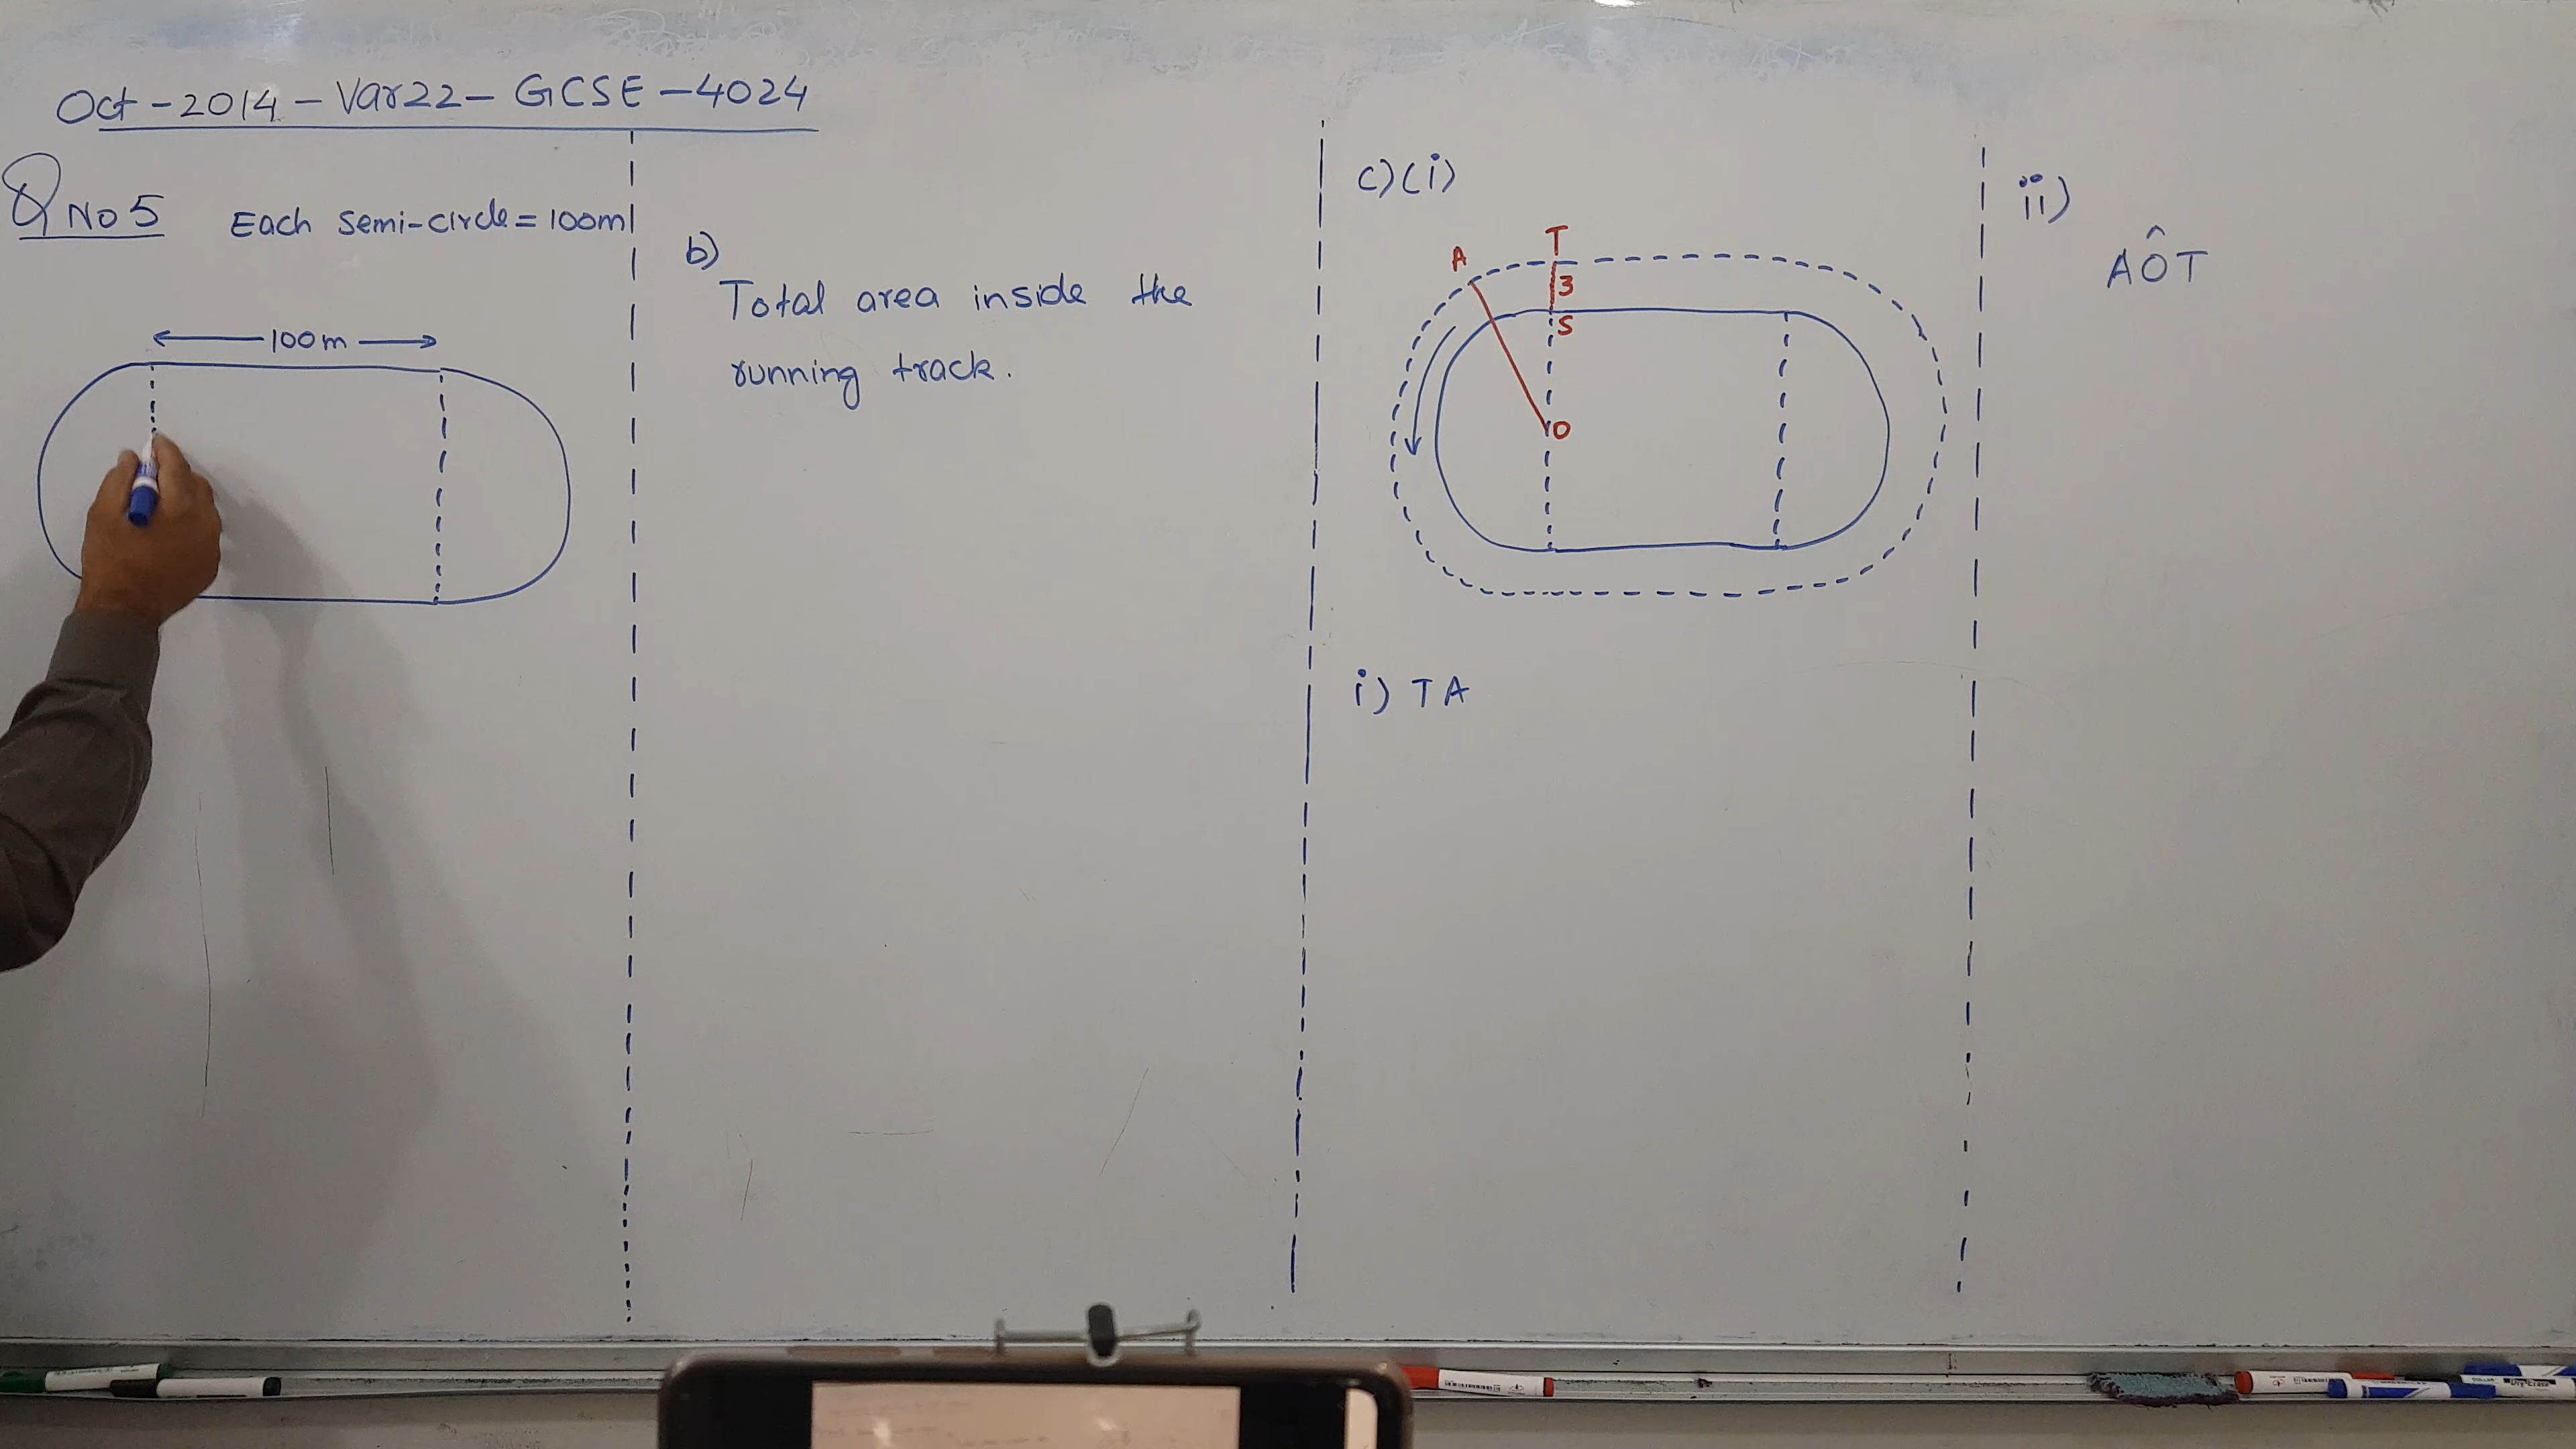 Oct-2014-Var22-GCSE-4024
Q No 5 Each semi-circle=100m
100m
b)
Total area inside the
running track.
c)(i)
T
A
3
S
O
i) TA
ii)
AÔT